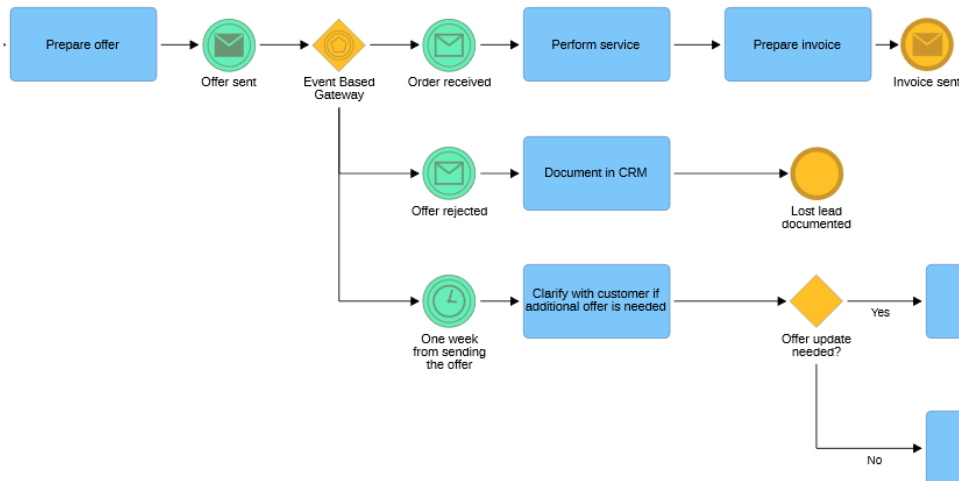 Prepare offer
Offer sent
Event Based
Gateway
Order received
Perform service
Prepare invoice
Invoice sent
Offer rejected
Document in CRM
Lost lead
documented
One week
from sending
the offer
Clarify with customer if
additional offer is needed
Offer update
needed?
Yes
No